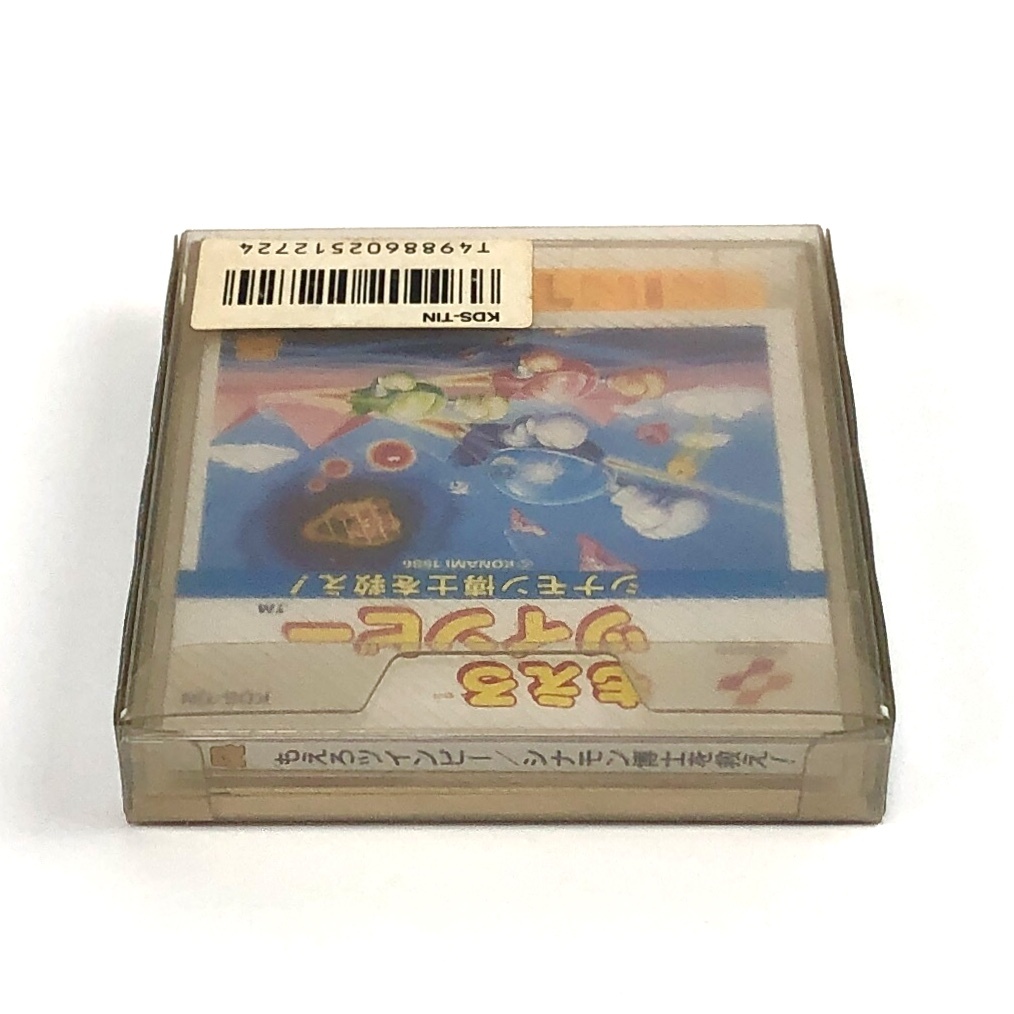 もえろ
ツインビー
TM
シナモン博士を救え!
© KONAMI 1986
KDS-TIN
KDS-TIN
T4988602512724
もえろツインビー/シナモン博士を救え!